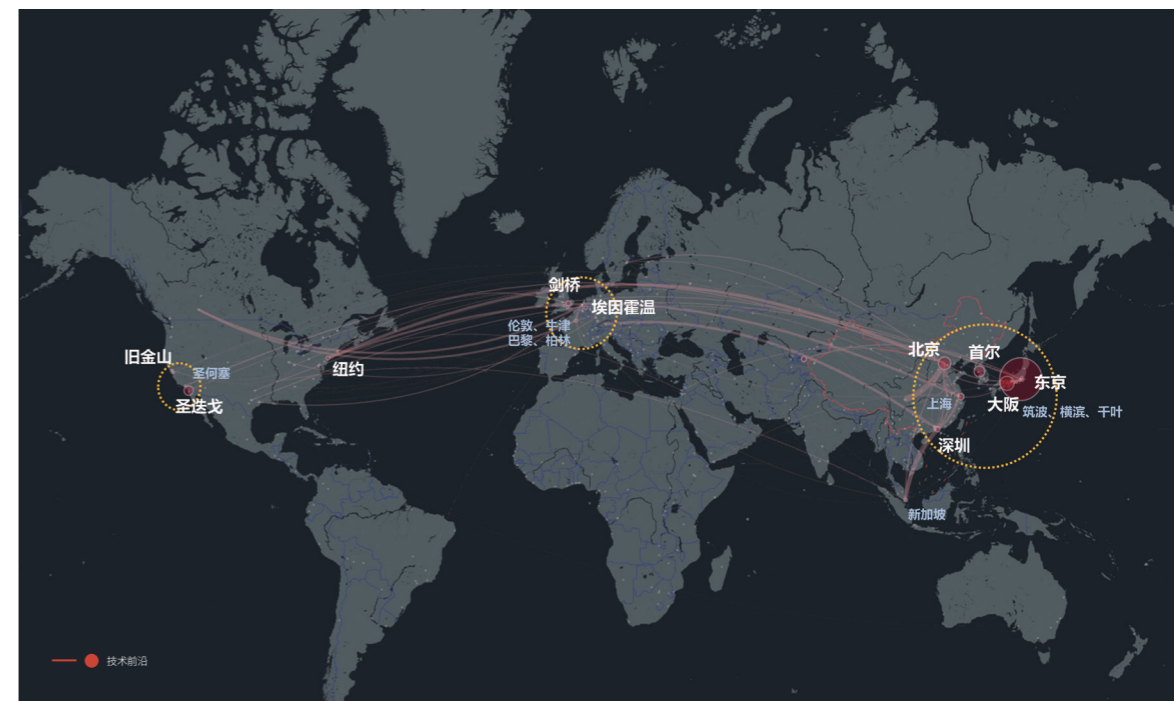 剑桥
埃因霍温
伦敦、牛津
巴黎、柏林
旧金山
圣何塞
圣迭戈
纽约
北京
首尔
东京
大阪
筑波、横滨、千叶
上海
深圳
新加坡
技术前沿